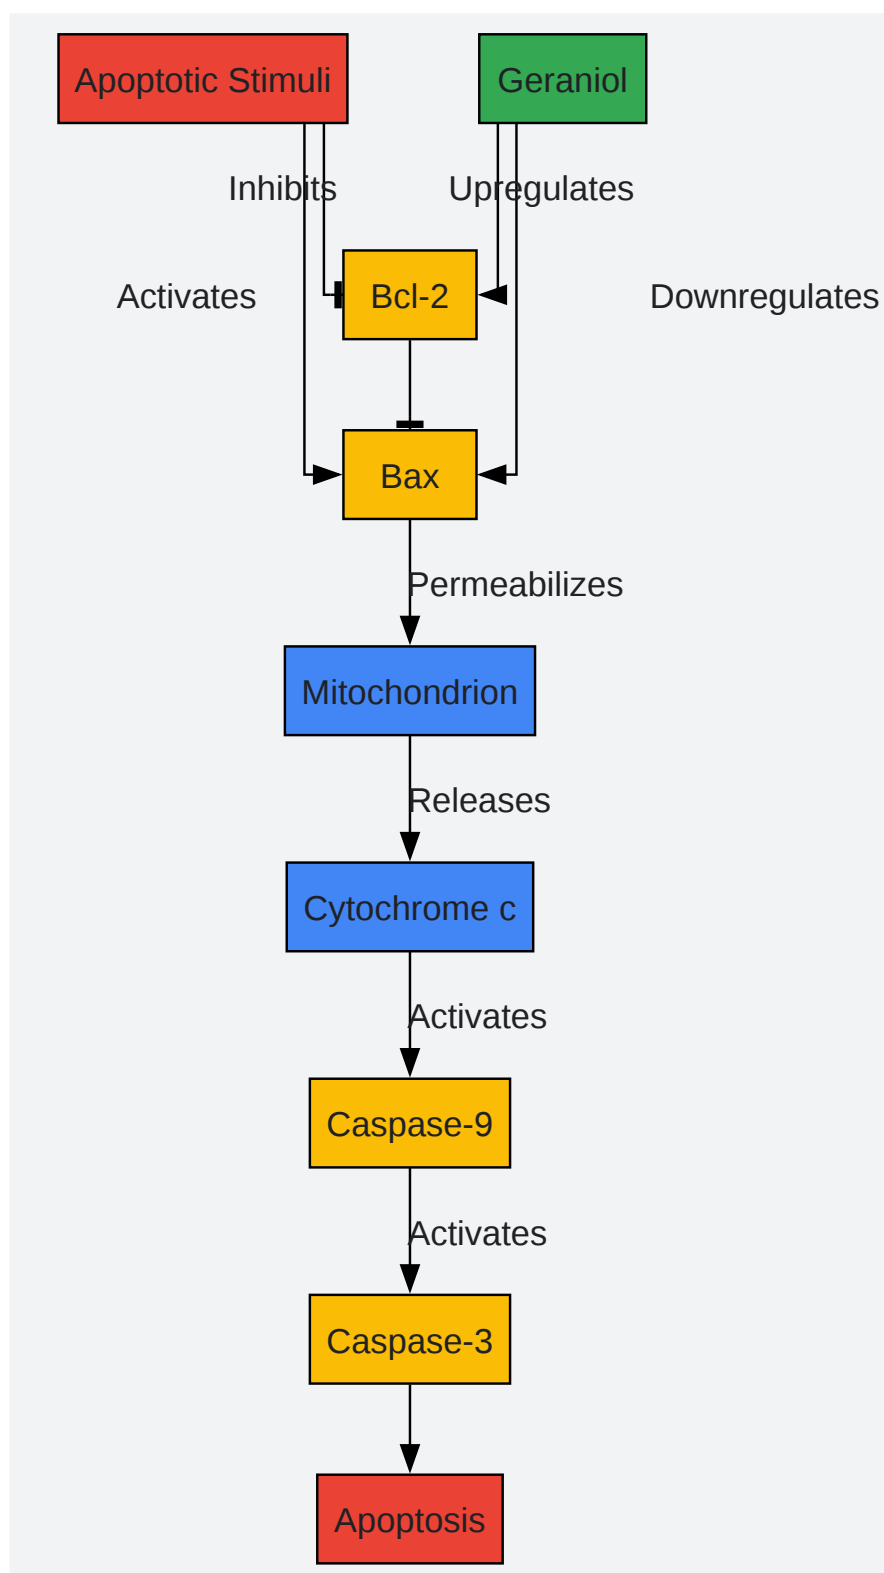 Apoptotic Stimuli
Geraniol
Inhibits
Upregulates
Activates
Bcl-2
Downregulates
Bax
Permeabilizes
Mitochondrion
Releases
Cytochrome c
Activates
Caspase-9
Activates
Caspase-3
Apoptosis